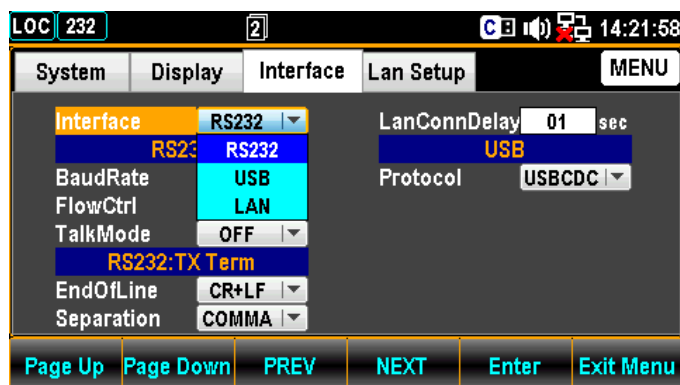 LOC 232 2 C 14:21:58
System Display Interface Lan Setup MENU
Interface RS232 LanConnDelay 01 sec
RS23 RS232 USB
BaudRate USB Protocol USBCDC
FlowCtrl LAN
TalkMode OFF
RS232:TX Term
EndOfLine CR+LF
Separation COMMA
Page Up Page Down PREV NEXT Enter Exit Menu